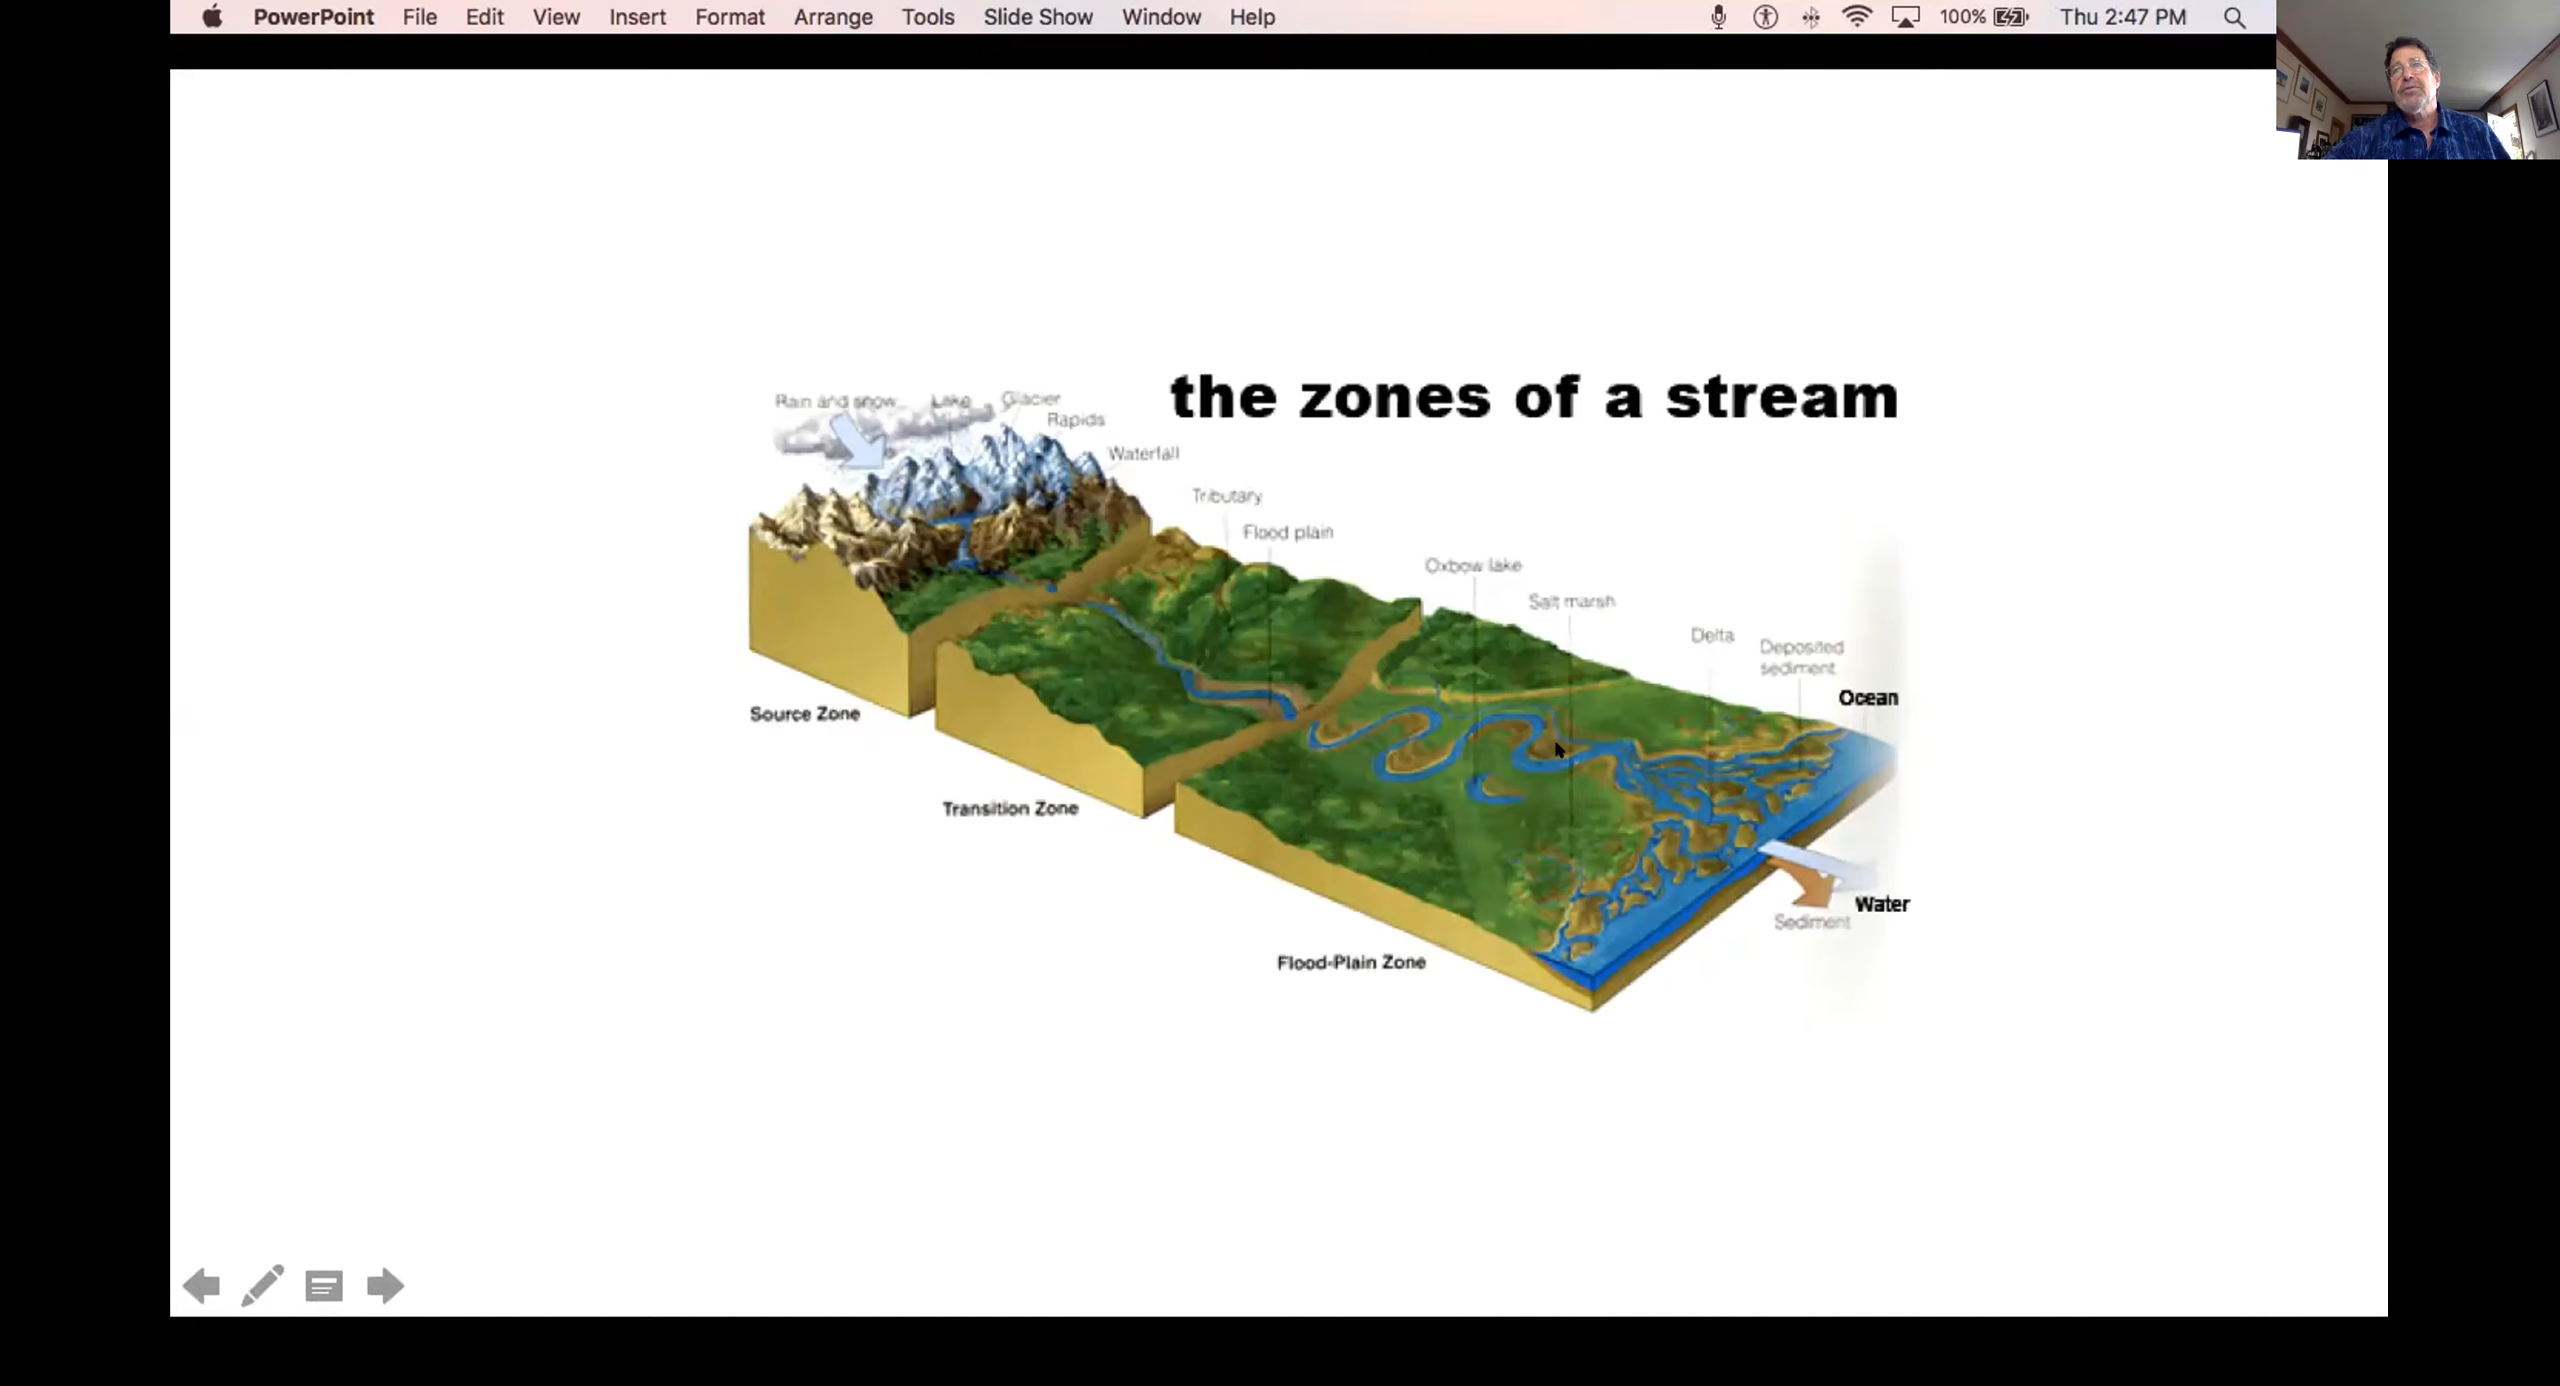 PowerPoint File Edit View Insert Format Arrange Tools Slide Show Window Help 100% Thu 2:47 PM
the zones of a stream
Rain and snow
Lake
Glacier
Rapids
Waterfall
Tributary
Flood plain
Oxbow lake
Salt marsh
Delta
Deposited
sediment
Ocean
Source Zone
Transition Zone
Water
Sediment
Flood-Plain Zone